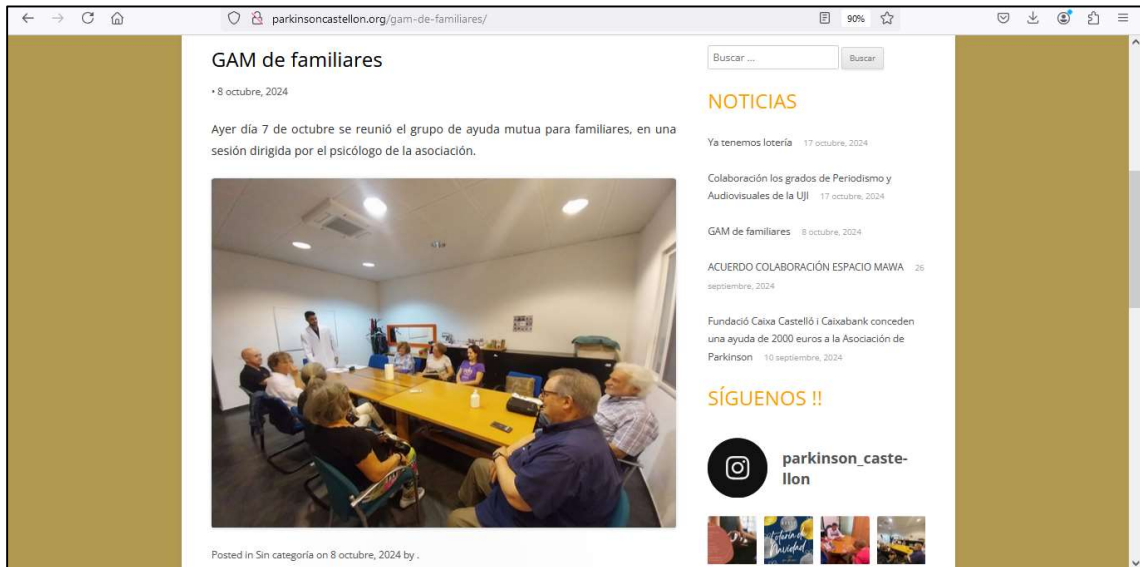 parkinsoncastellon.org/gam-de-familiares/
90%
GAM de familiares
• 8 octubre, 2024
Ayer día 7 de octubre se reunió el grupo de ayuda mutua para familiares, en una
sesión dirigida por el psicólogo de la asociación.
Posted in Sin categoría on 8 octubre, 2024 by .
Buscar ...
Buscar
NOTICIAS
Ya tenemos lotería 17 octubre, 2024
Colaboración los grados de Periodismo y
Audiovisuales de la UJI 17 octubre, 2024
GAM de familiares 8 octubre, 2024
ACUERDO COLABORACIÓN ESPACIO MAWA 26
septiembre, 2024
Fundació Caixa Castelló i Caixabank conceden
una ayuda de 2000 euros a la Asociación de
Parkinson 10 septiembre, 2024
SÍGUENOS !!
parkinson_caste-
llon
Lotería de
Navidad